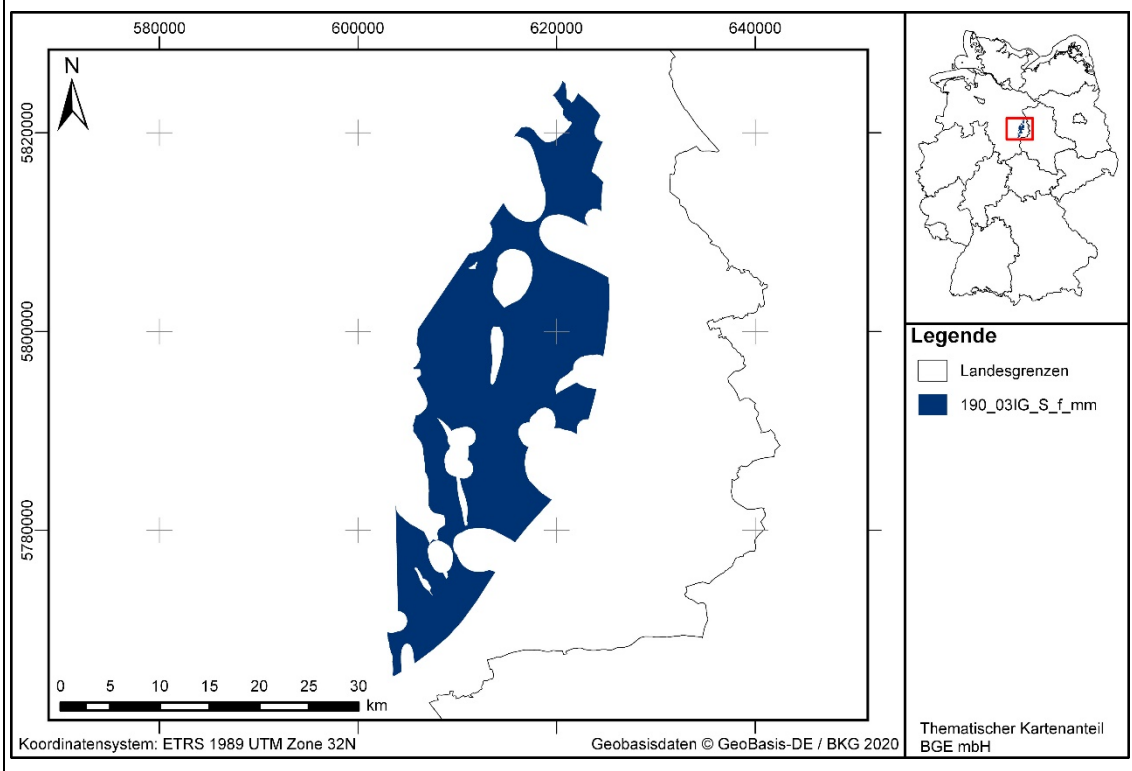 580000
600000
620000
640000
N
5820000
5800000
5780000
0
5
10
15
20
25
30
km
Koordinatensystem: ETRS 1989 UTM Zone 32N
Geobasisdaten © GeoBasis-DE / BKG 2020
Legende
Landesgrenzen
190_03IG_S_f_mm
Thematischer Kartenanteil
BGE mbH